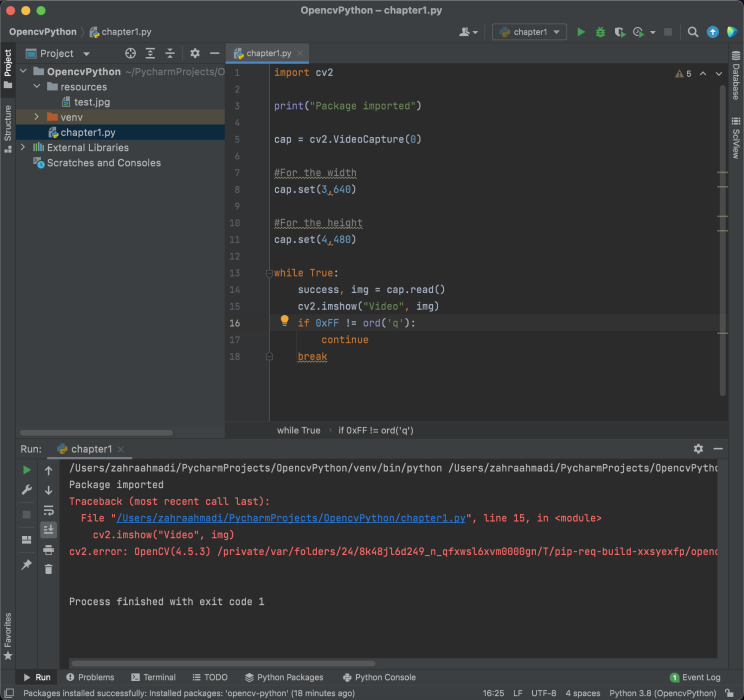 OpencvPython – chapter1.py
OpencvPython
chapter1.py
chapter1
Project
chapter1.py
Project
Structure
Favorites
Database
SciView
OpencvPython ~/PycharmProjects/O
resources
test.jpg
venv
chapter1.py
External Libraries
Scratches and Consoles
5
1 import cv2
2
3 print("Package imported")
4
5 cap = cv2.VideoCapture(0)
6
7 #For the width
8 cap.set(3,640)
9
10 #For the height
11 cap.set(4,480)
12
13 while True:
14 success, img = cap.read()
15 cv2.imshow("Video", img)
16 if 0xFF != ord('q'):
17 continue
18 break
while True
if 0xFF != ord('q')
Run: chapter1
/Users/zahraahmadi/PycharmProjects/OpencvPython/venv/bin/python /Users/zahraahmadi/PycharmProjects/OpencvPytho
Package imported
Traceback (most recent call last):
File "/Users/zahraahmadi/PycharmProjects/OpencvPython/chapter1.py", line 15, in <module>
cv2.imshow("Video", img)
cv2.error: OpenCV(4.5.3) /private/var/folders/24/8k48jl6d249_n_qfxwsl6xvm0000gn/T/pip-req-build-xxsyexfp/openc
Process finished with exit code 1
Run
Problems
Terminal
TODO
Python Packages
Python Console
1 Event Log
Packages installed successfully: Installed packages: 'opencv-python' (18 minutes ago)
16:25 LF UTF-8 4 spaces Python 3.8 (OpencvPython)